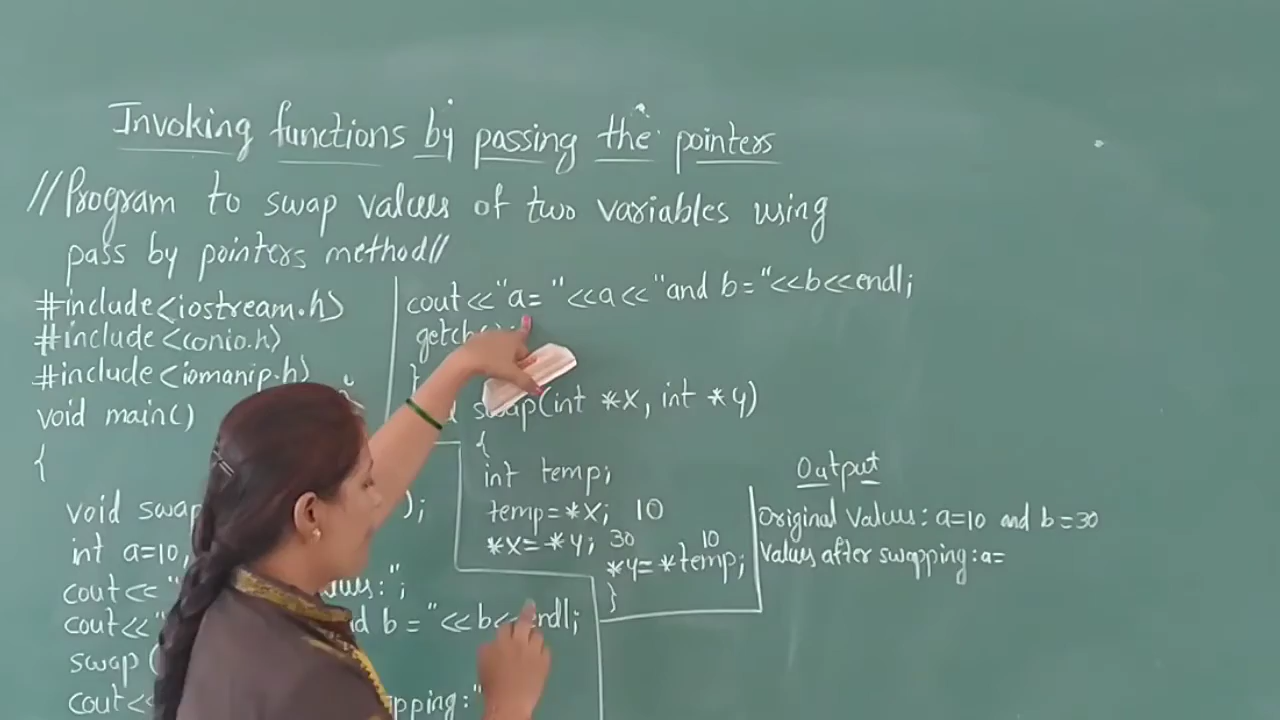 Invoking functions by passing the pointers
//Program to swap values of two variables using
pass by pointers method//
#include<iostream.h)
#include <conio.h)
#include <iomanip.h)
void main()
{
void swap );
int a=10,
cout<< " :";
cout<<" b = "<<b<<endl;
swap (
cout<< :"
cout<<"a= "<<a<<"and b="<<b<<endl;
getch();
}
swap(int *x, int *y)
{
int temp;
temp=*x; 10
*x=*y; 30
*y=*temp; 10
}
Output
Original Values: a=10 and b=30
Values after swapping: a=